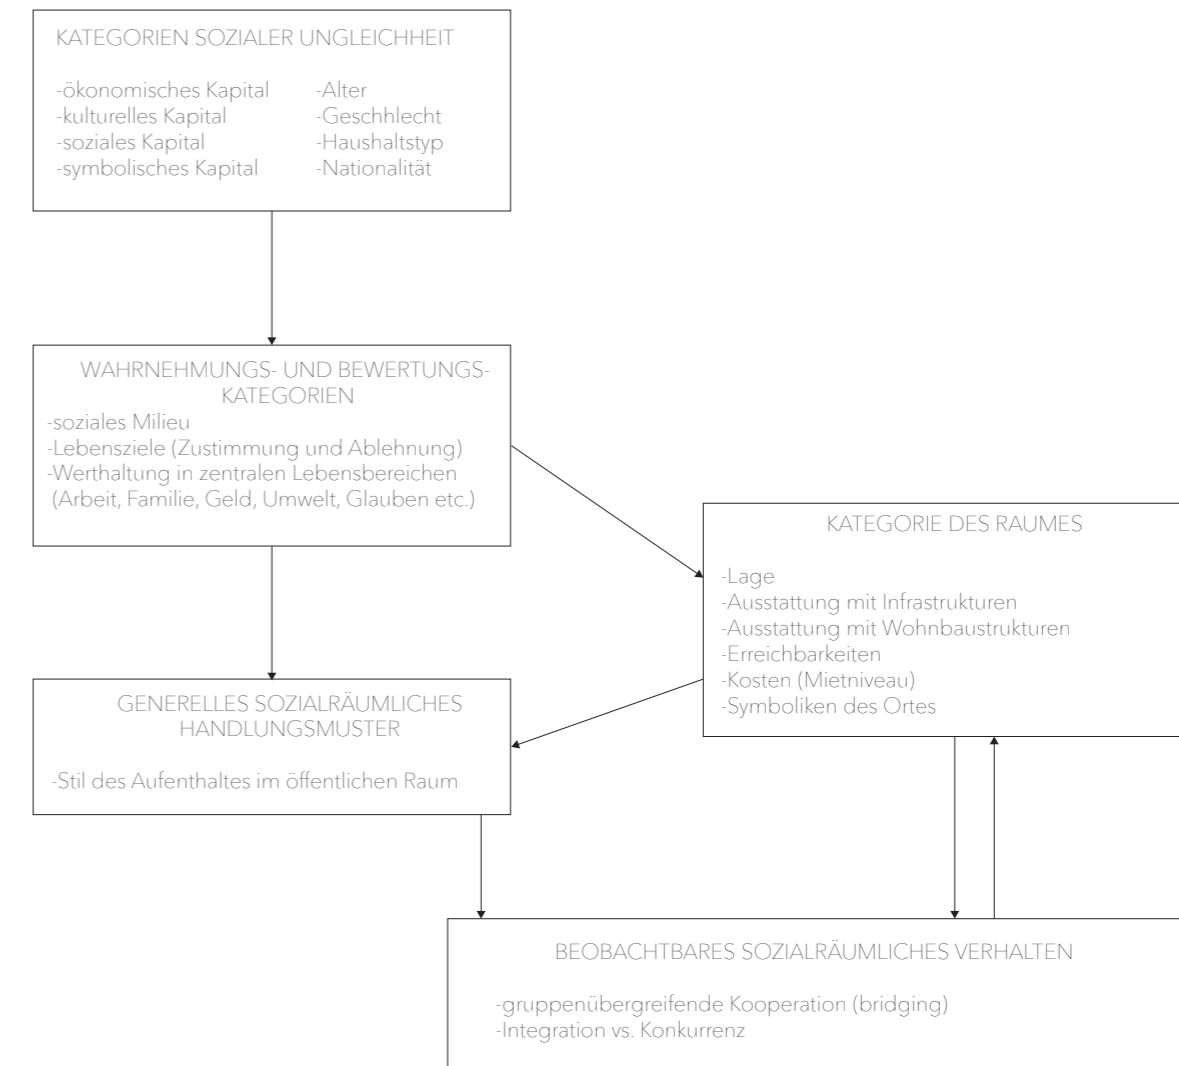 KATEGORIEN SOZIALER UNGLEICHHEIT
-ökonomisches Kapital -Alter
-kulturelles Kapital -Geschhlecht
-soziales Kapital -Haushaltstyp
-symbolisches Kapital -Nationalität
WAHRNEHMUNGS- UND BEWERTUNGS-
KATEGORIEN
-soziales Milieu
-Lebensziele (Zustimmung und Ablehnung)
-Werthaltung in zentralen Lebensbereichen
(Arbeit, Familie, Geld, Umwelt, Glauben etc.)
KATEGORIE DES RAUMES
-Lage
-Ausstattung mit Infrastrukturen
-Ausstattung mit Wohnbaustrukturen
-Erreichbarkeiten
-Kosten (Mietniveau)
-Symboliken des Ortes
GENERELLES SOZIALRÄUMLICHES
HANDLUNGSMUSTER
-Stil des Aufenthaltes im öffentlichen Raum
BEOBACHTBARES SOZIALRÄUMLICHES VERHALTEN
-gruppenübergreifende Kooperation (bridging)
-Integration vs. Konkurrenz